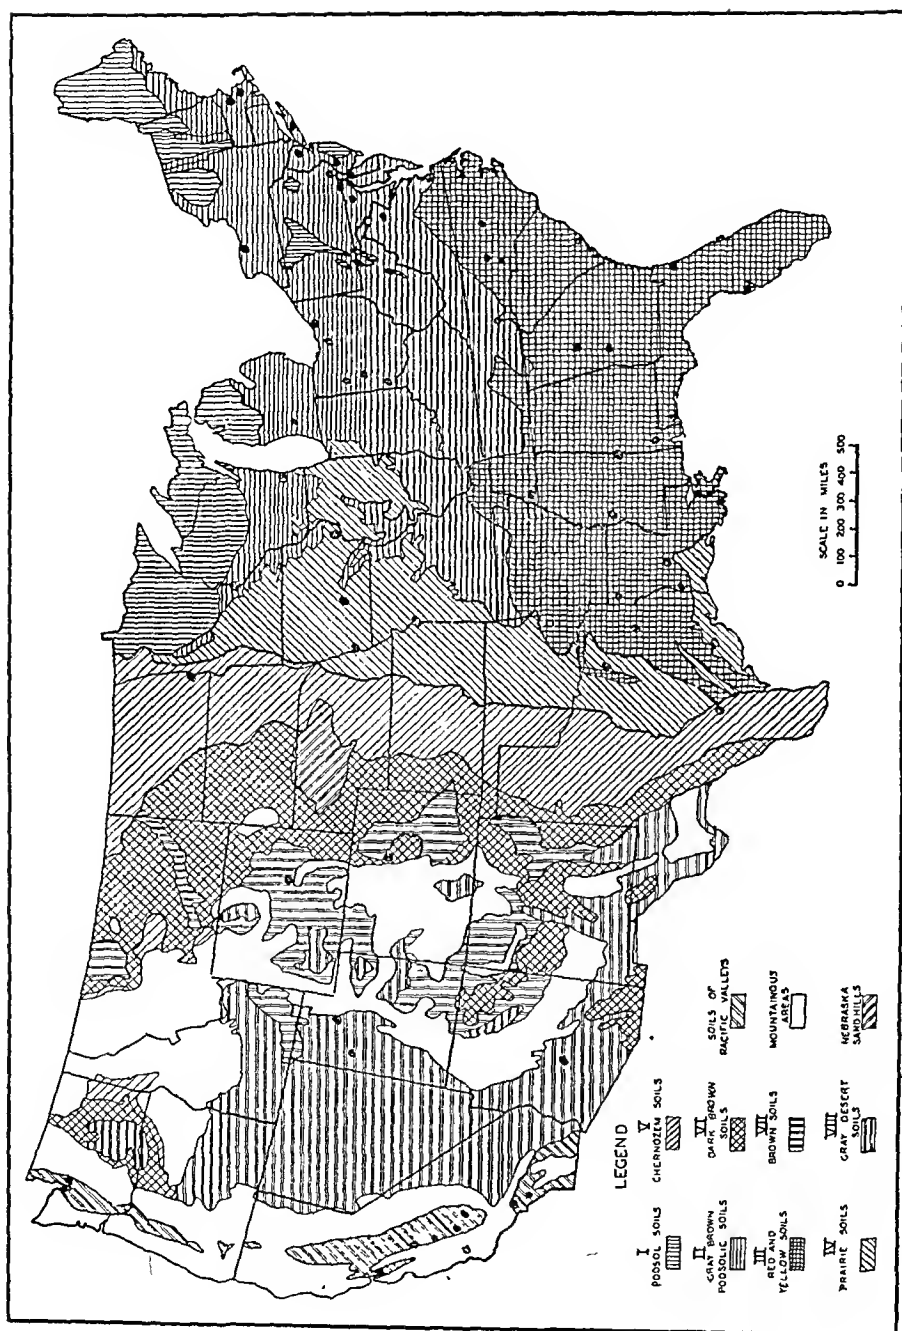 SCALE IN MILES
0 100 200 300 400 500
LEGEND
I
PODSOL SOILS
II
GRAY BROWN
PODSOLIC SOILS
III
RED AND
YELLOW SOILS
IV
PRAIRIE SOILS
V
CHERNOZEM SOILS
VI
DARK BROWN
SOILS
VII
BROWN SOILS
VIII
GRAY DESERT
SOILS
SOILS OF
PACIFIC VALLEYS
MOUNTAINOUS
AREAS
NEBRASKA
SAND HILLS